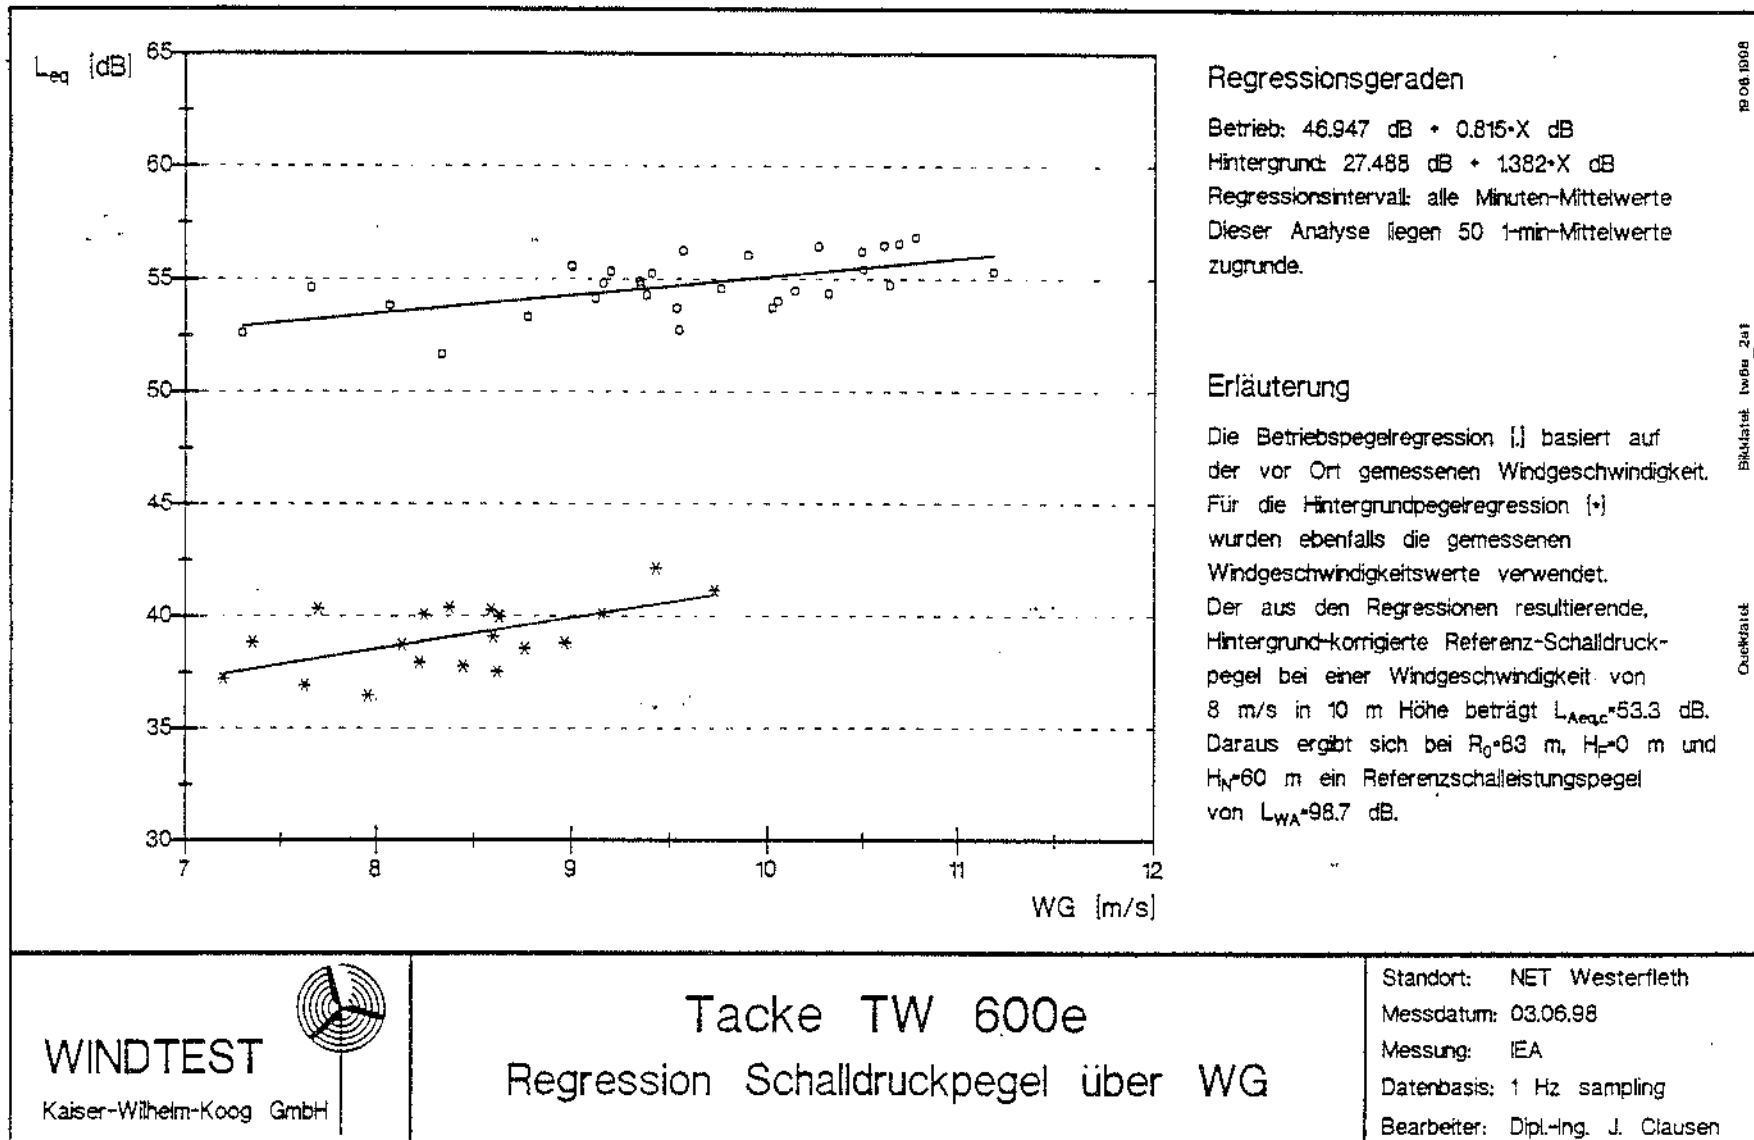 L_eq [dB]
65
60
55
50
45
40
35
30
7 8 9 10 11 12
WG [m/s]
Regressionsgeraden
Betrieb: 46.947 dB + 0.815*X dB
Hintergrund: 27.488 dB + 1.382*X dB
Regressionsintervall: alle Minuten-Mittelwerte
Dieser Analyse liegen 50 1-min-Mittelwerte
zugrunde.
Erläuterung
Die Betriebspegelregression [.] basiert auf
der vor Ort gemessenen Windgeschwindigkeit.
Für die Hintergrundpegelregression [*]
wurden ebenfalls die gemessenen
Windgeschwindigkeitswerte verwendet.
Der aus den Regressionen resultierende,
Hintergrund-korrigierte Referenz-Schalldruck-
pegel bei einer Windgeschwindigkeit von
8 m/s in 10 m Höhe beträgt L_Aeq,c=53.3 dB.
Daraus ergibt sich bei R_0=83 m, H_F=0 m und
H_N=60 m ein Referenzschalleistungspegel
von L_WA=98.7 dB.
19.06.1998
Bilddatei: tw6e_2a1
Quelldatei:
WINDTEST
Kaiser-Wilhelm-Koog GmbH
Tacke TW 600e
Regression Schalldruckpegel über WG
Standort: NET Westerfleth
Messdatum: 03.06.98
Messung: IEA
Datenbasis: 1 Hz sampling
Bearbeiter: Dipl.-Ing. J. Clausen